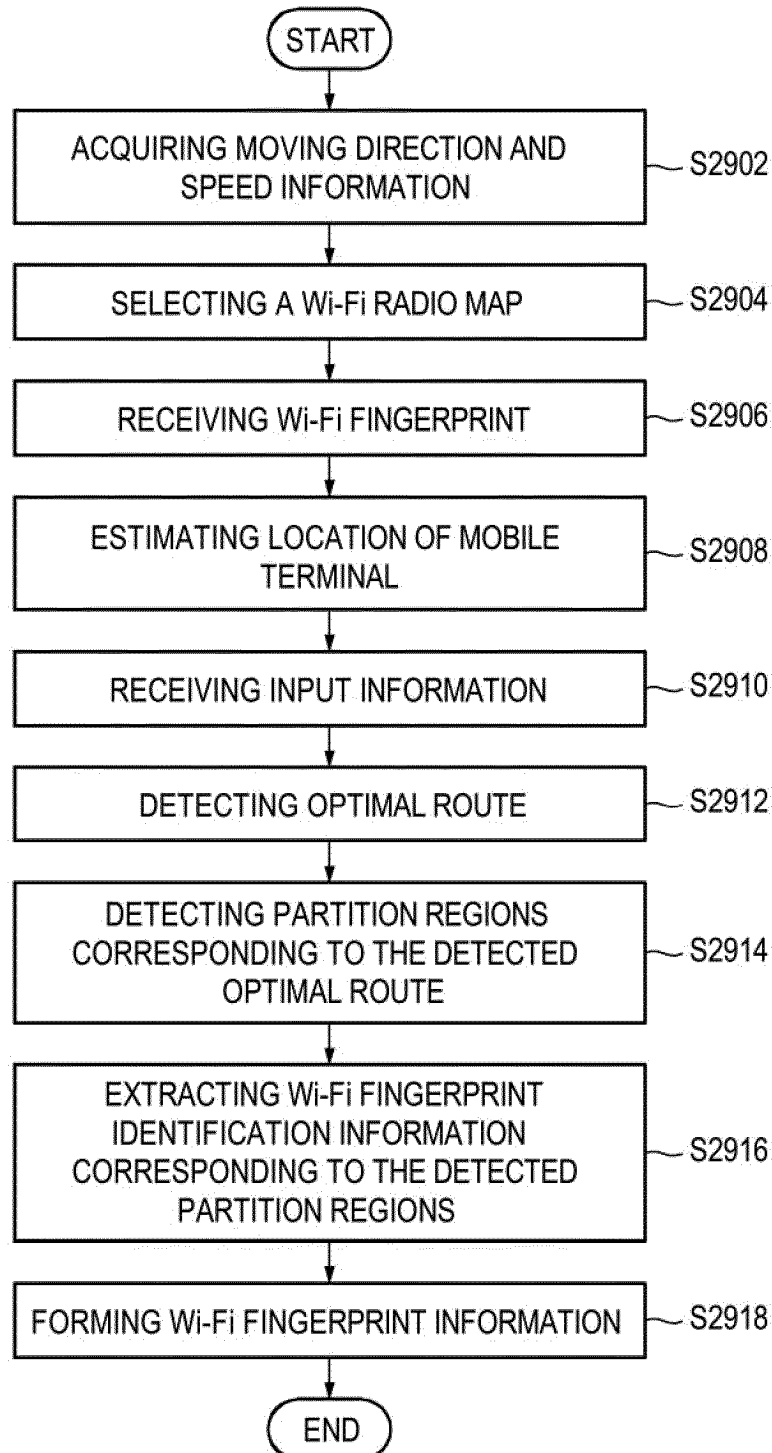 START
ACQUIRING MOVING DIRECTION AND
SPEED INFORMATION
S2902
SELECTING A Wi-Fi RADIO MAP
S2904
RECEIVING Wi-Fi FINGERPRINT
S2906
ESTIMATING LOCATION OF MOBILE
TERMINAL
S2908
RECEIVING INPUT INFORMATION
S2910
DETECTING OPTIMAL ROUTE
S2912
DETECTING PARTITION REGIONS
CORRESPONDING TO THE DETECTED
OPTIMAL ROUTE
S2914
EXTRACTING Wi-Fi FINGERPRINT
IDENTIFICATION INFORMATION
CORRESPONDING TO THE DETECTED
PARTITION REGIONS
S2916
FORMING Wi-Fi FINGERPRINT INFORMATION
S2918
END